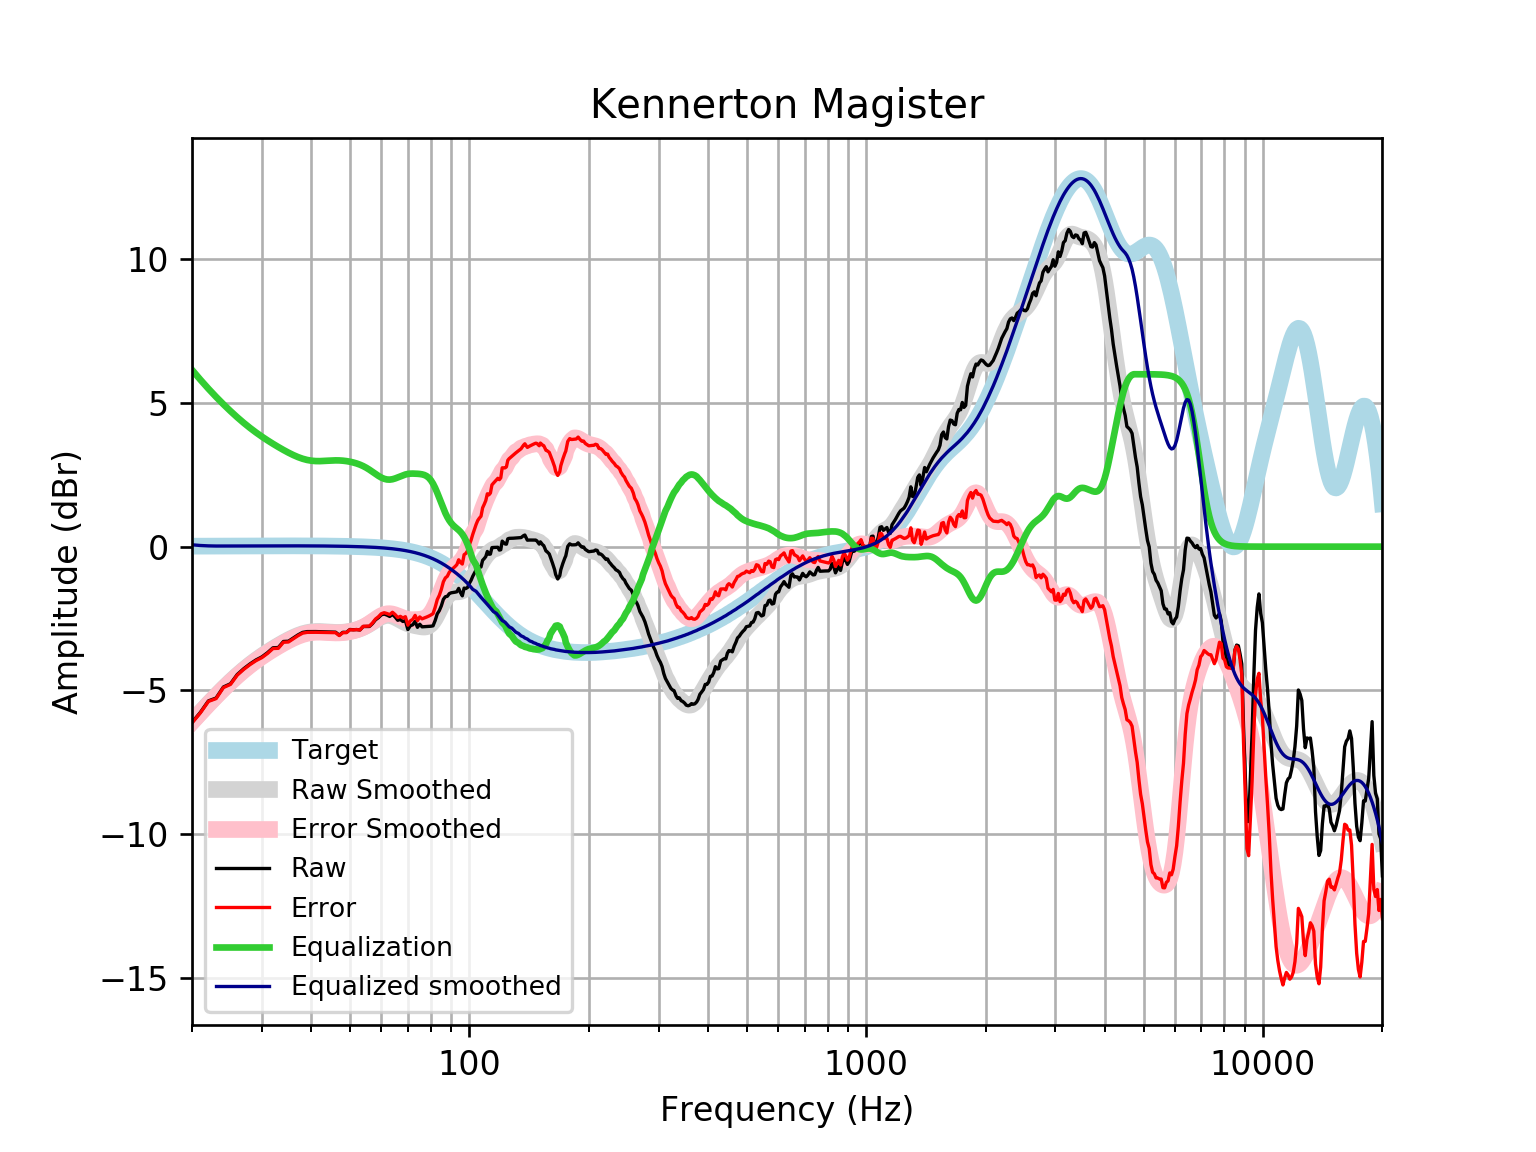 Kennerton Magister
Amplitude (dBr)
10
5
0
−5
−10
−15
Target
Raw Smoothed
Error Smoothed
Raw
Error
Equalization
Equalized smoothed
100
1000
10000
Frequency (Hz)